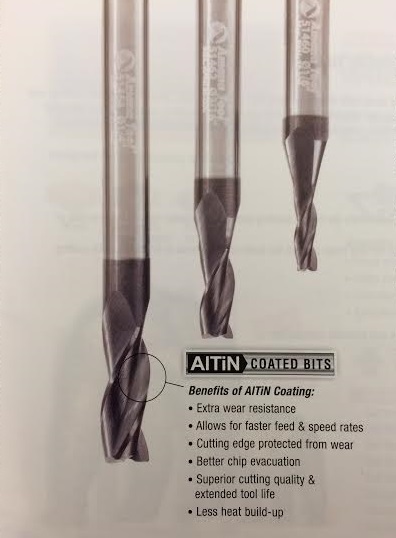 AlTiN COATED BITS
Benefits of AlTiN Coating:
• Extra wear resistance
• Allows for faster feed & speed rates
• Cutting edge protected from wear
• Better chip evacuation
• Superior cutting quality &
extended tool life
• Less heat build-up